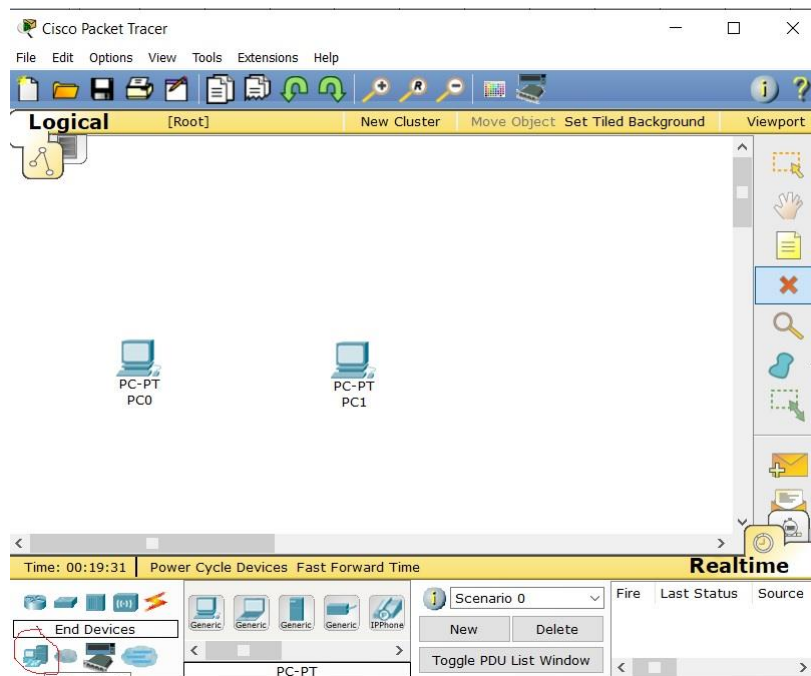 Cisco Packet Tracer
File Edit Options View Tools Extensions Help
Logical [Root] New Cluster Move Object Set Tiled Background Viewport
PC-PT
PC0
PC-PT
PC1
Time: 00:19:31 Power Cycle Devices Fast Forward Time Realtime
End Devices
Generic Generic Generic Generic IPPhone
PC-PT
Scenario 0
New Delete
Toggle PDU List Window
Fire Last Status Source